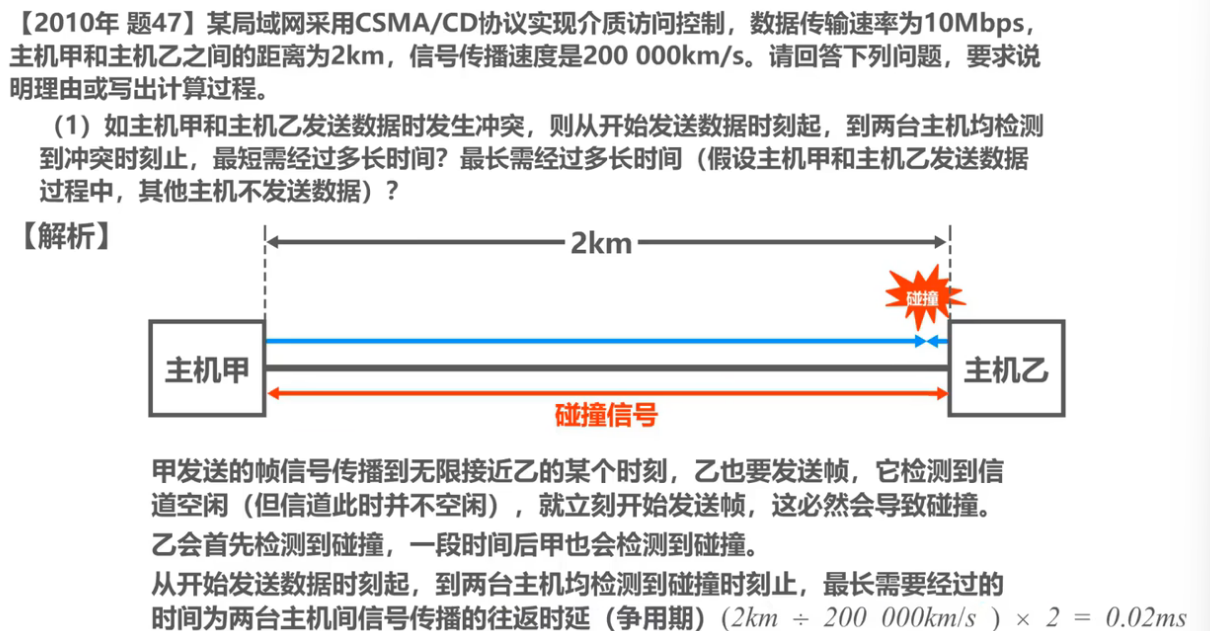 【2010年 题47】某局域网采用CSMA/CD协议实现介质访问控制，数据传输速率为10Mbps，
主机甲和主机乙之间的距离为2km，信号传播速度是200 000km/s。请回答下列问题，要求说
明理由或写出计算过程。
（1）如主机甲和主机乙发送数据时发生冲突，则从开始发送数据时刻起，到两台主机均检测
到冲突时刻止，最短需经过多长时间？最长需经过多长时间（假设主机甲和主机乙发送数据
过程中，其他主机不发送数据）？
【解析】
2km
碰撞
主机甲
主机乙
碰撞信号
甲发送的帧信号传播到无限接近乙的某个时刻，乙也要发送帧，它检测到信
道空闲（但信道此时并不空闲），就立刻开始发送帧，这必然会导致碰撞。
乙会首先检测到碰撞，一段时间后甲也会检测到碰撞。
从开始发送数据时刻起，到两台主机均检测到碰撞时刻止，最长需要经过的
时间为两台主机间信号传播的往返时延（争用期）(2km ÷ 200 000km/s ) × 2 = 0.02ms